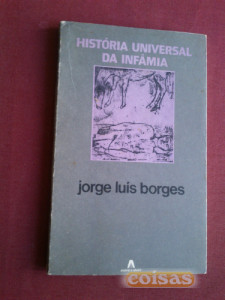 HISTÓRIA UNIVERSAL
DA INFÂMIA
jorge luis borges
coisas